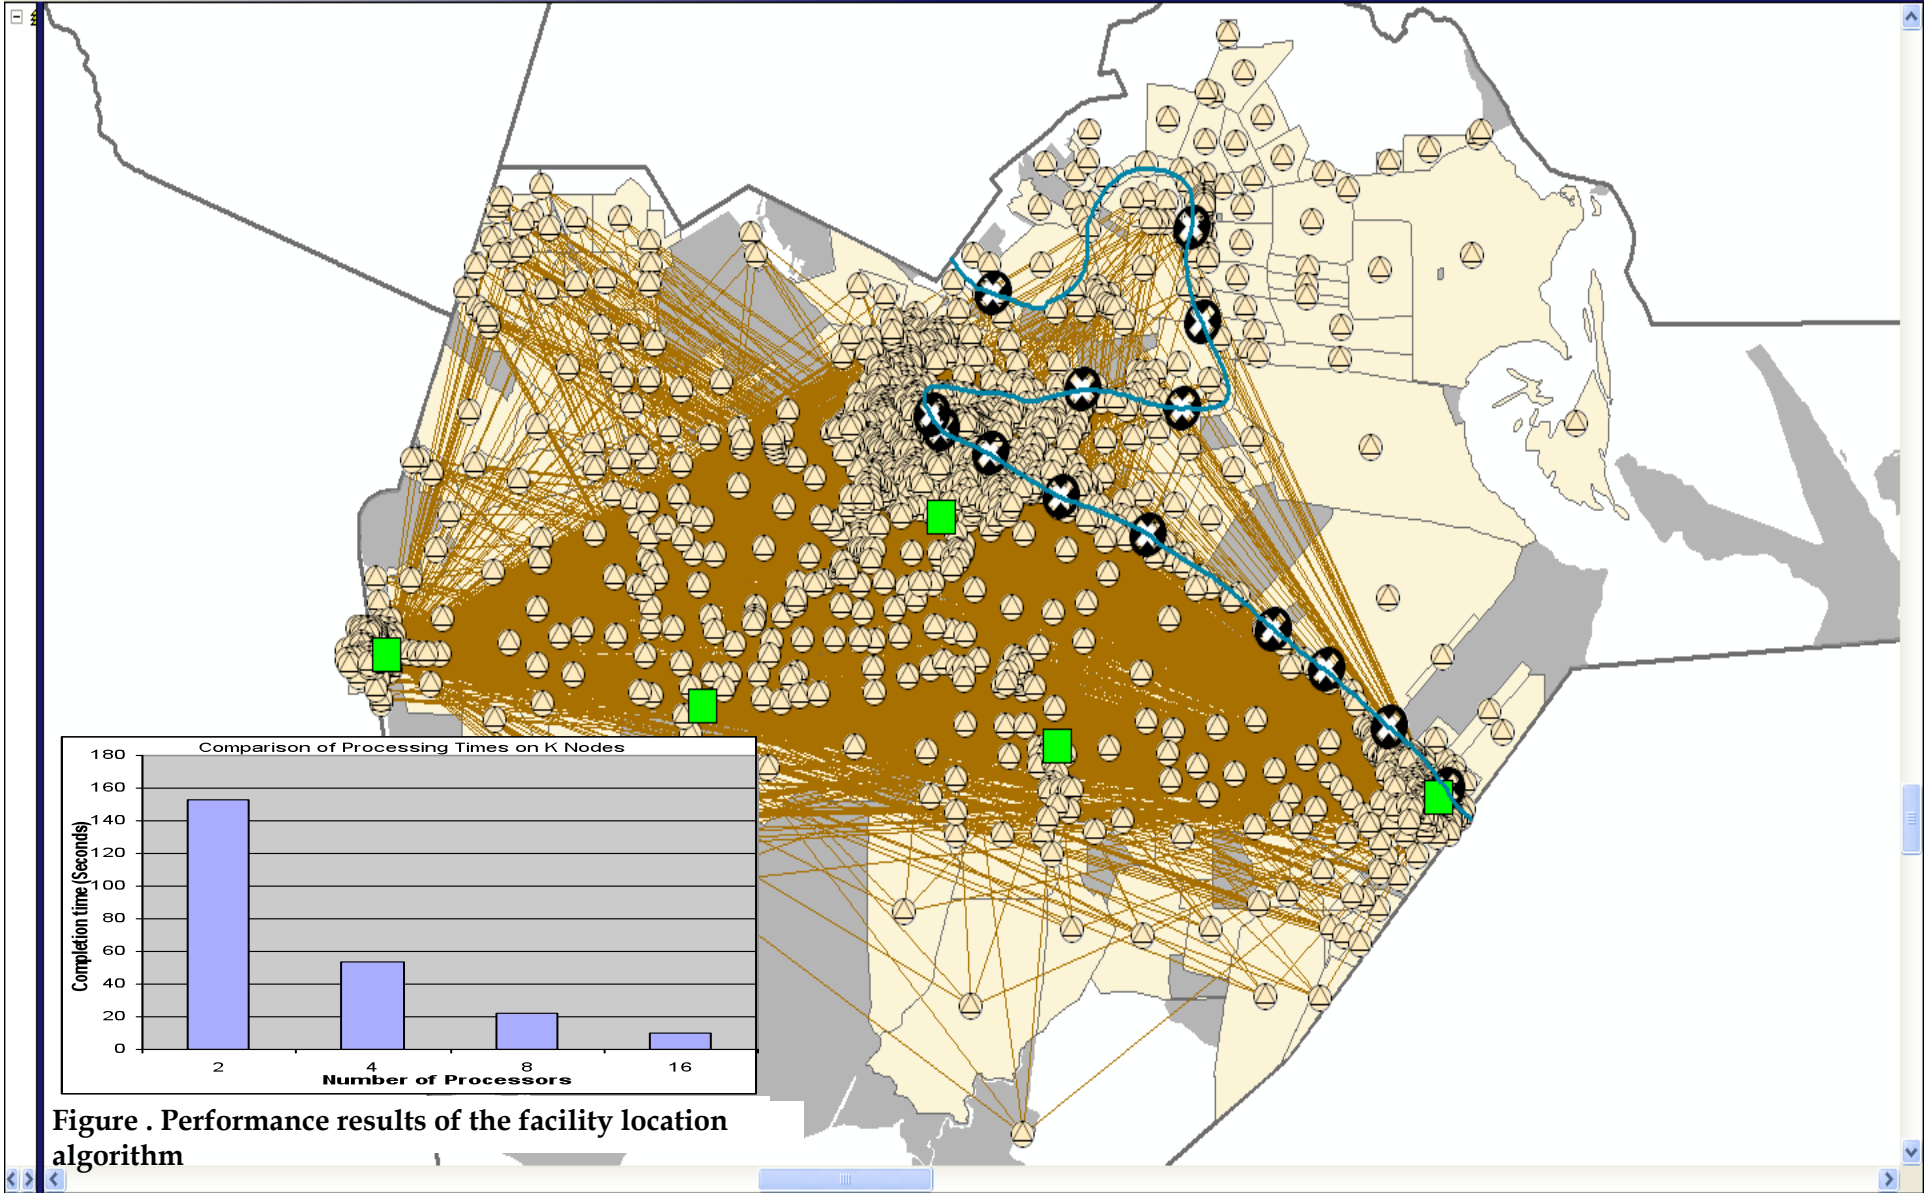 Comparison of Processing Times on K Nodes
180
160
140
120
100
80
60
40
20
0
Completion time (Seconds)
2 4 8 16
Number of Processors
Figure . Performance results of the facility location
algorithm